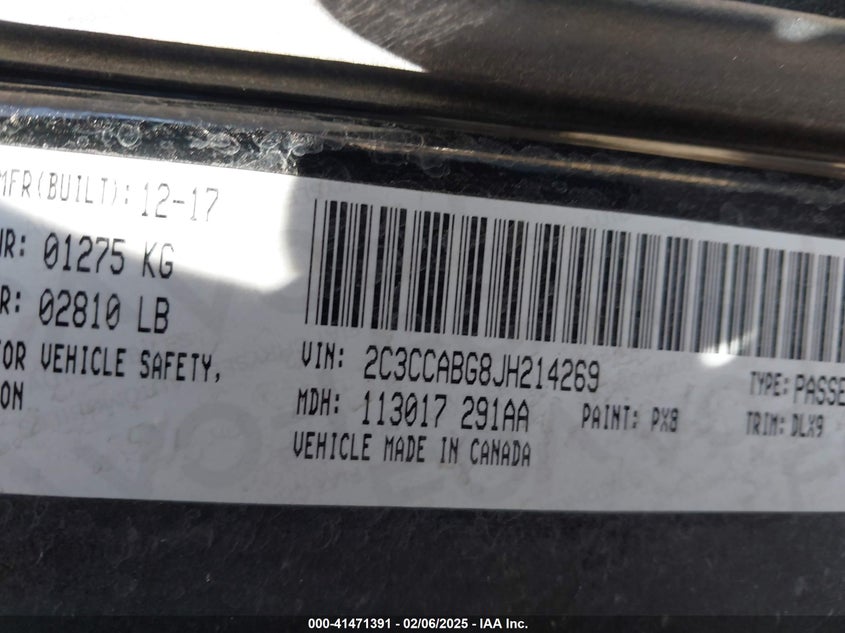 MFR(BUILT): 12-17
WR: 01275 KG
R: 02810 LB
OR VEHICLE SAFETY,
ON
VIN: 2C3CCABG8JH214269
TYPE: PASSE
MDH: 113017 291AA
PAINT: PX8
TRIM: DLX9
VEHICLE MADE IN CANADA
000-41471391 - 02/06/2025 - IAA Inc.